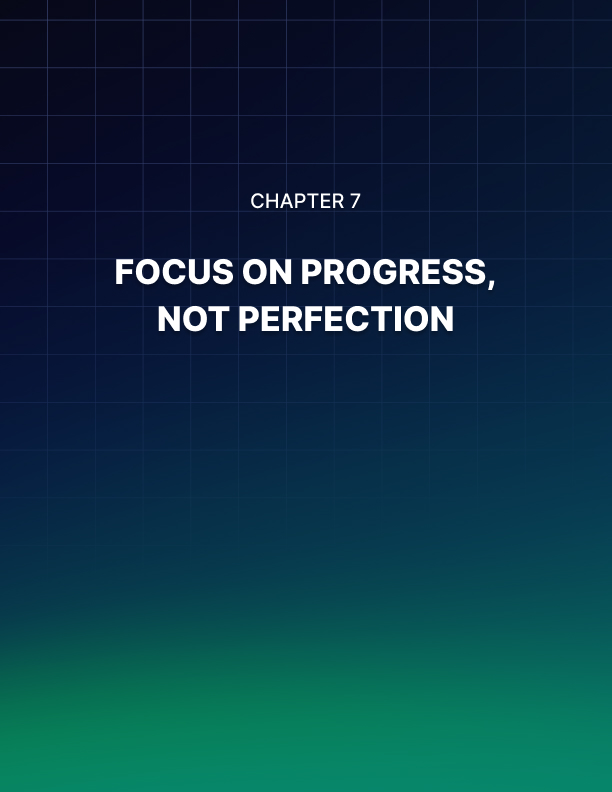 CHAPTER 7
FOCUS ON PROGRESS,
NOT PERFECTION